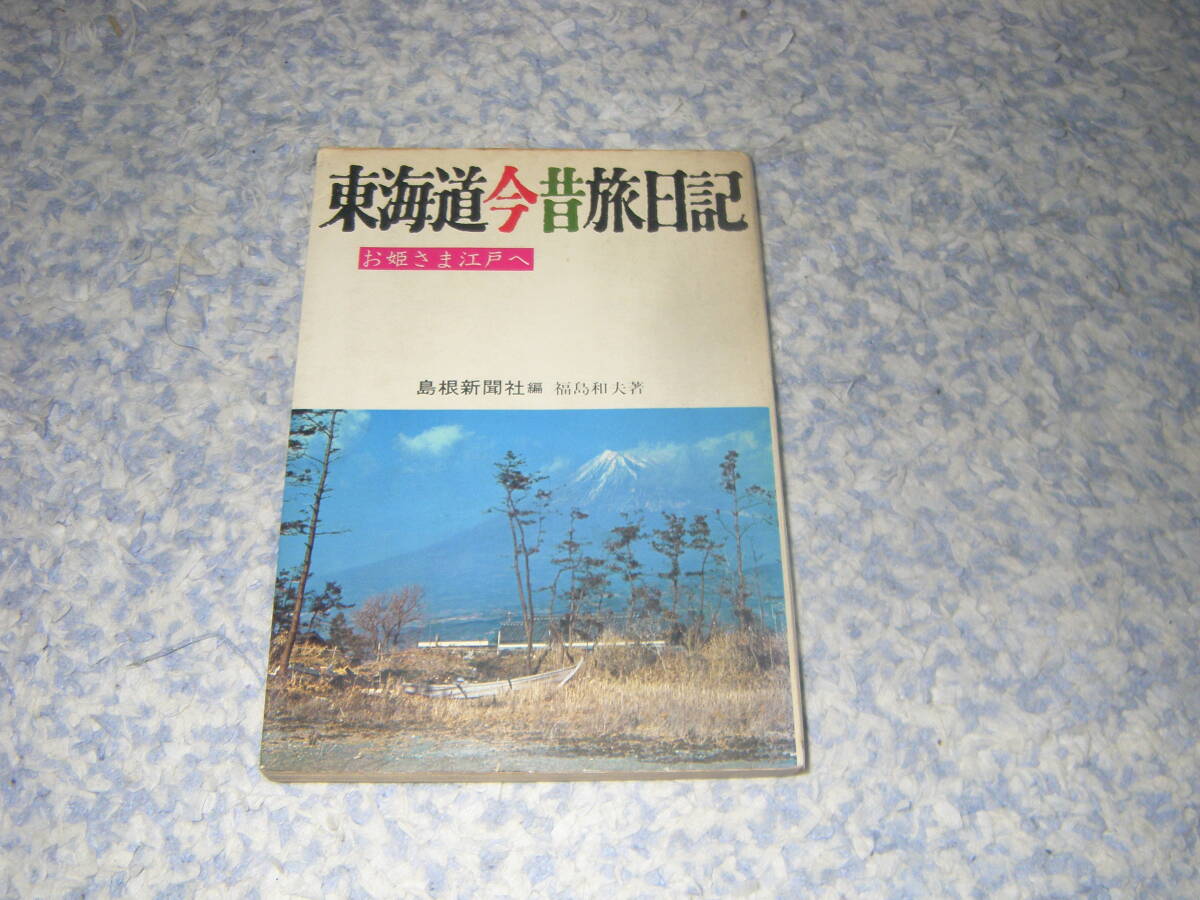 東海道今昔旅日記
お姫さま江戸へ
島根新聞社編 福島和夫著